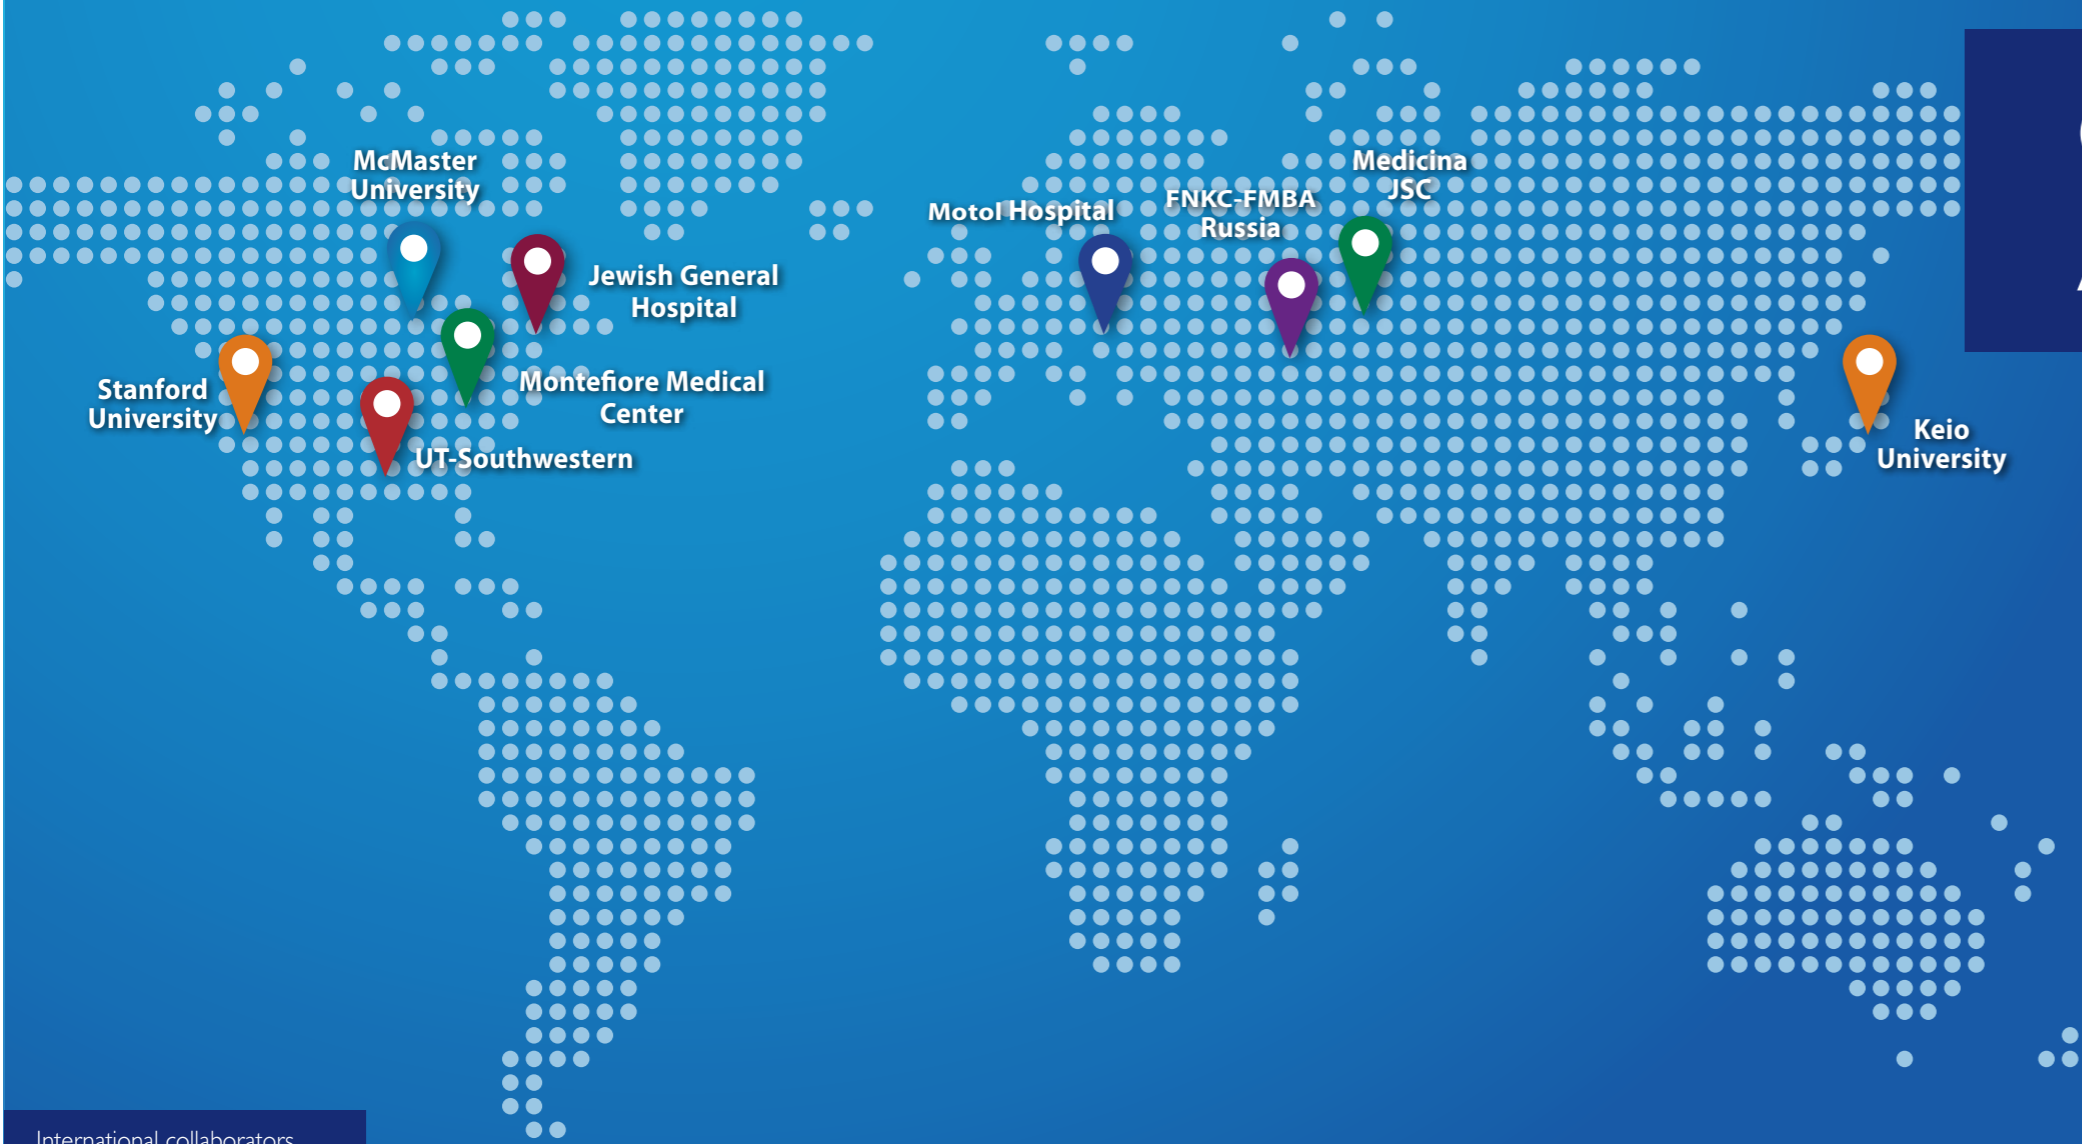 McMaster
University
Medicina
JSC
FNKC-FMBA
Russia
Motol Hospital
Jewish General
Hospital
Stanford
University
Montefiore Medical
Center
UT-Southwestern
Keio
University
International collaborators